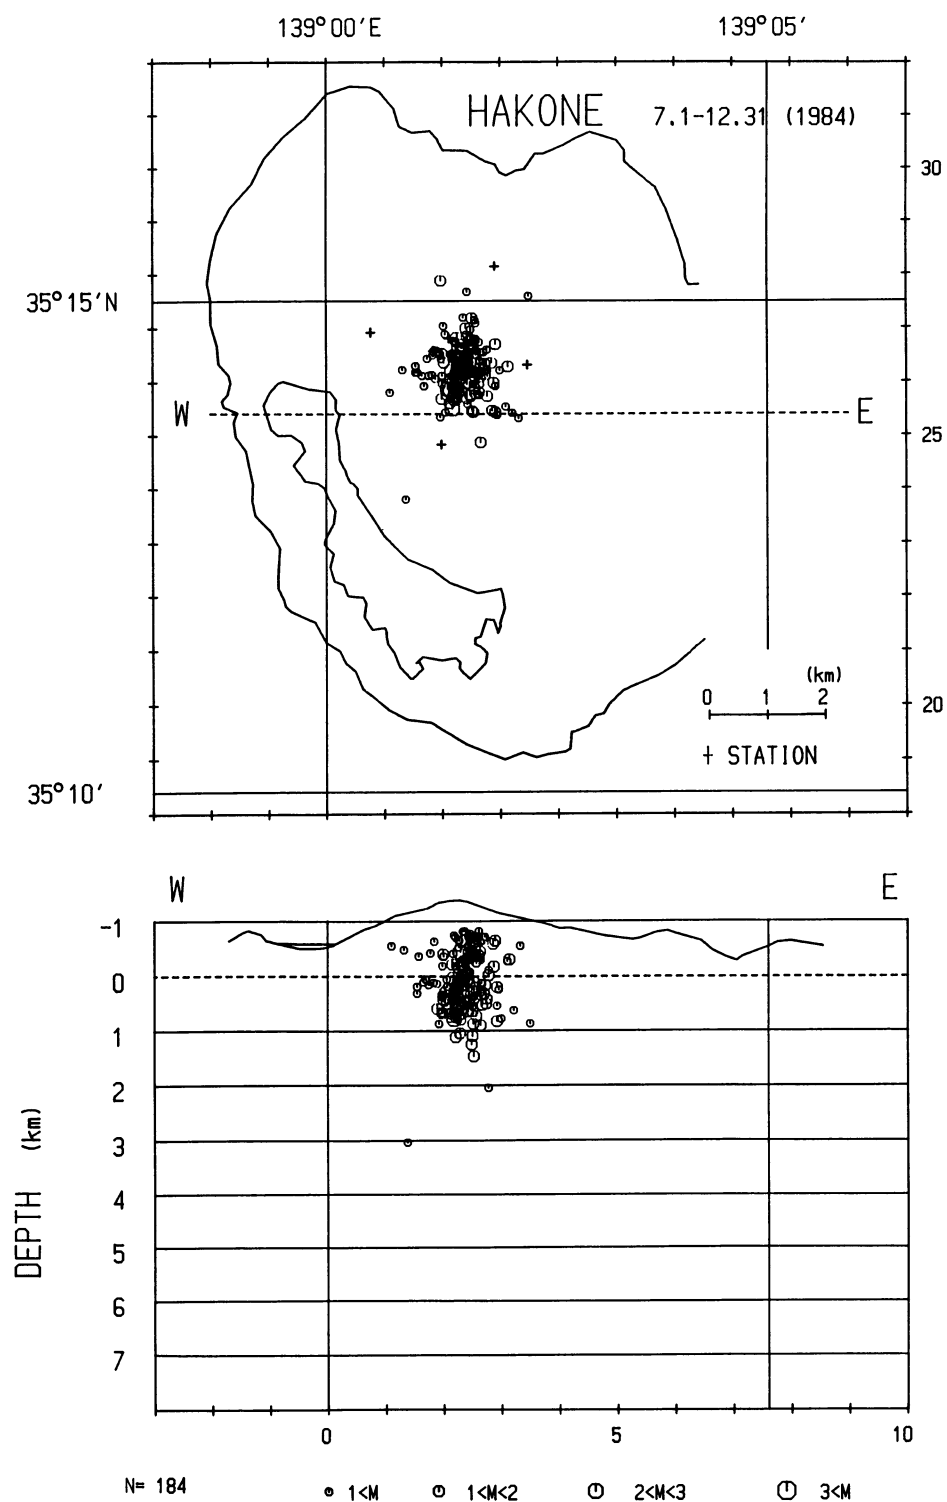 139°00'E 139°05'
HAKONE 7.1-12.31 (1984)
30
35°15'N
W E
25
(km)
0 1 2
20
+ STATION
35°10'
W E
-1
0
1
2
3
4
5
6
7
DEPTH (km)
0 5 10
N= 184 1<M 1<M<2 2<M<3 3<M